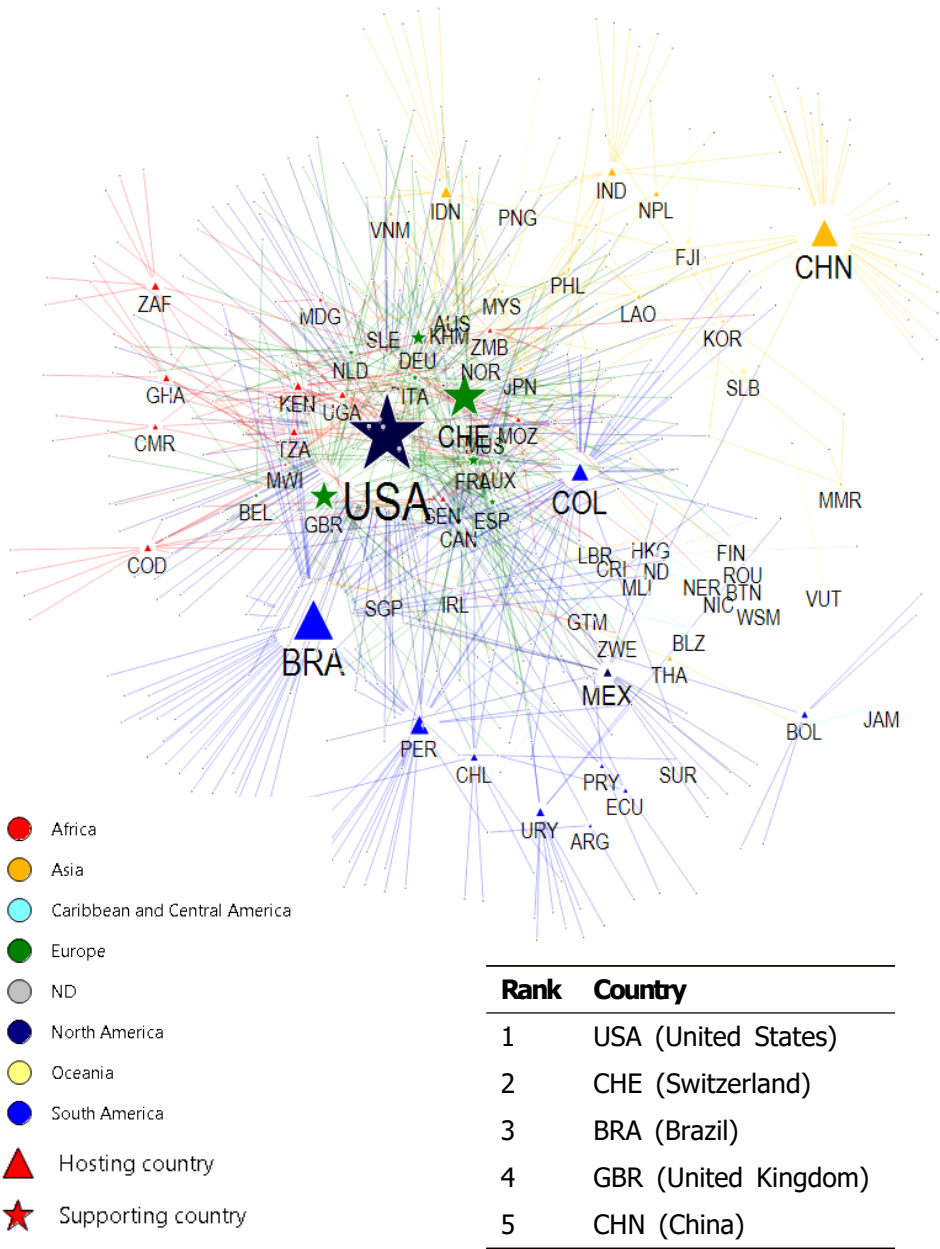 IND
IDN
NPL
PNG
VNM
FJI
CHN
PHL
ZAF
MYS
MDG
LAO
AUS
KHM
SLE
ZMB
KOR
DEU
NOR
NLD
JPN
SLB
ITA
GHA
KEN
UGA
CHE
MOZ
CMR
TZA
MUS
MWI
FRA
AUX
USA
COL
MMR
BEL
GBR
SEN
ESP
CAN
COD
LBR
HKG
FIN
CRI
ND
ROU
MLI
NER
BTN
VUT
SGP
IRL
NIC
WSM
GTM
BRA
ZWE
BLZ
THA
MEX
JAM
BOL
PER
CHL
PRY
SUR
ECU
URY
ARG
Africa
Asia
Caribbean and Central America
Europe
ND
North America
Oceania
South America
Hosting country
Supporting country
Rank Country
1 USA (United States)
2 CHE (Switzerland)
3 BRA (Brazil)
4 GBR (United Kingdom)
5 CHN (China)